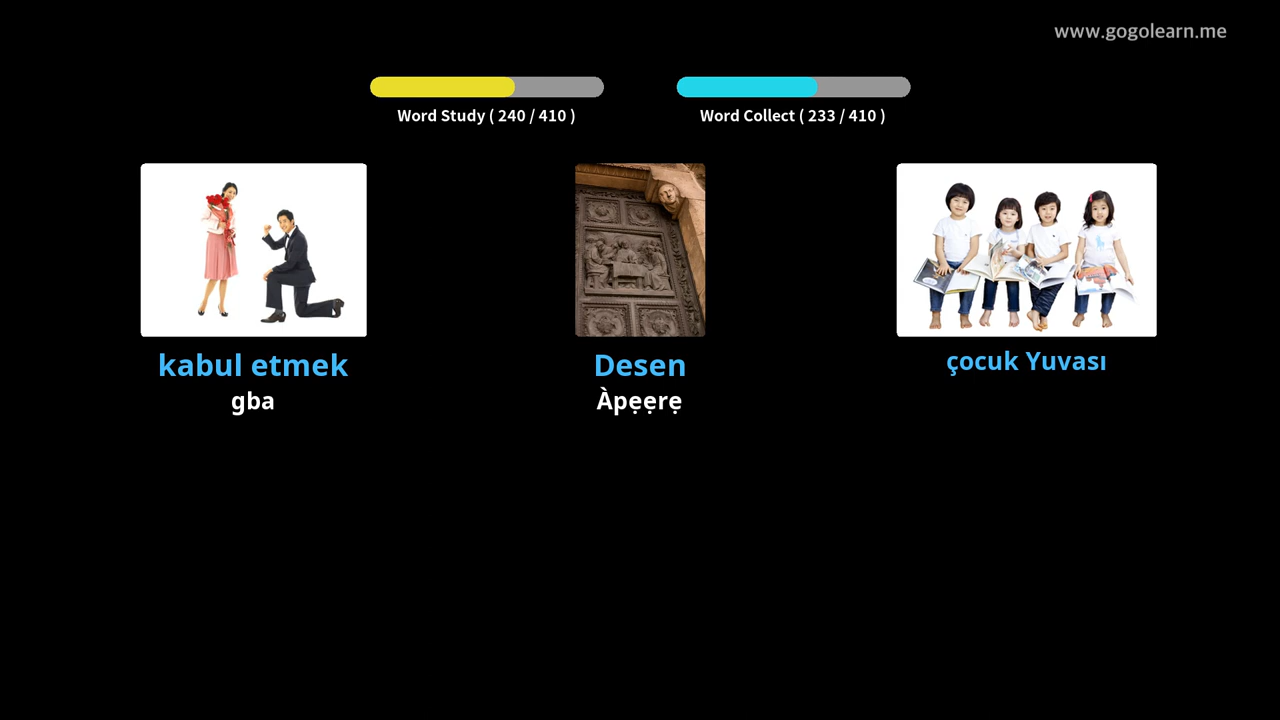 www.gogolearn.me
Word Study ( 240 / 410 )
Word Collect ( 233 / 410 )
kabul etmek
gba
Desen
Àpẹẹrẹ
çocuk Yuvası